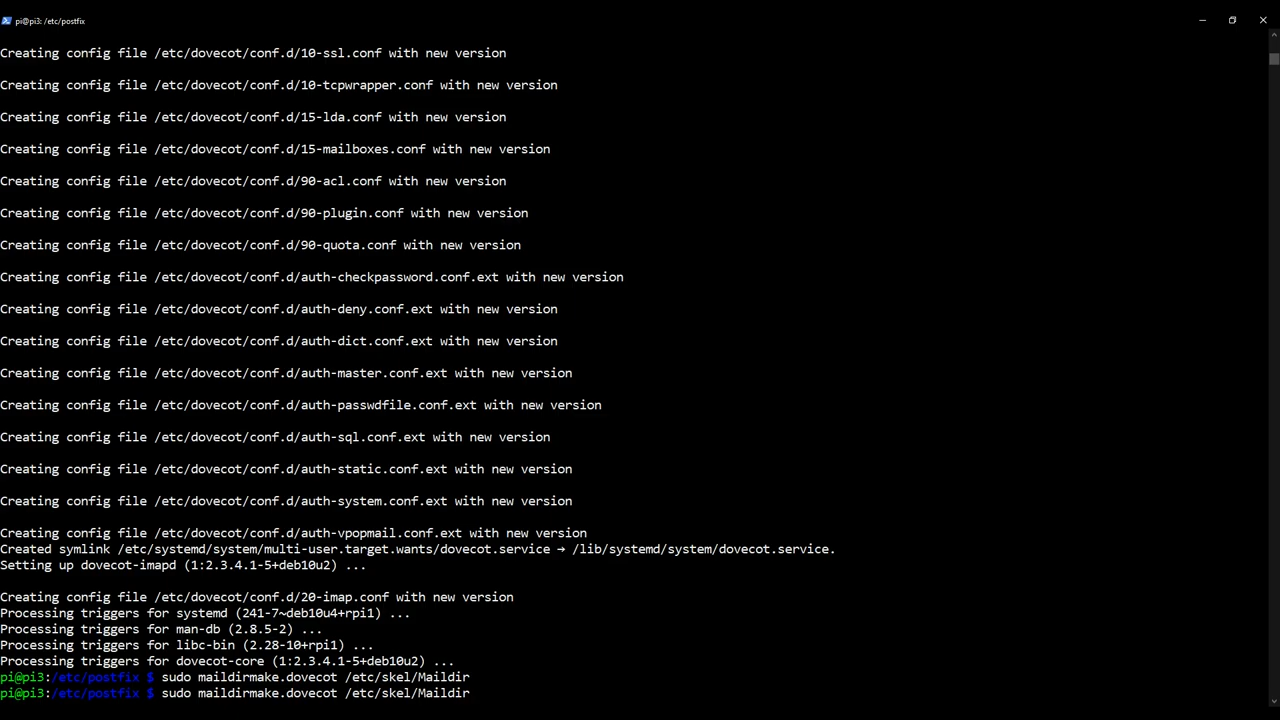 pi@pi3: /etc/postfix
Creating config file /etc/dovecot/conf.d/10-ssl.conf with new version
Creating config file /etc/dovecot/conf.d/10-tcpwrapper.conf with new version
Creating config file /etc/dovecot/conf.d/15-lda.conf with new version
Creating config file /etc/dovecot/conf.d/15-mailboxes.conf with new version
Creating config file /etc/dovecot/conf.d/90-acl.conf with new version
Creating config file /etc/dovecot/conf.d/90-plugin.conf with new version
Creating config file /etc/dovecot/conf.d/90-quota.conf with new version
Creating config file /etc/dovecot/conf.d/auth-checkpassword.conf.ext with new version
Creating config file /etc/dovecot/conf.d/auth-deny.conf.ext with new version
Creating config file /etc/dovecot/conf.d/auth-dict.conf.ext with new version
Creating config file /etc/dovecot/conf.d/auth-master.conf.ext with new version
Creating config file /etc/dovecot/conf.d/auth-passwdfile.conf.ext with new version
Creating config file /etc/dovecot/conf.d/auth-sql.conf.ext with new version
Creating config file /etc/dovecot/conf.d/auth-static.conf.ext with new version
Creating config file /etc/dovecot/conf.d/auth-system.conf.ext with new version
Creating config file /etc/dovecot/conf.d/auth-vpopmail.conf.ext with new version
Created symlink /etc/systemd/system/multi-user.target.wants/dovecot.service → /lib/systemd/system/dovecot.service.
Setting up dovecot-imapd (1:2.3.4.1-5+deb10u2) ...
Creating config file /etc/dovecot/conf.d/20-imap.conf with new version
Processing triggers for systemd (241-7~deb10u4+rpi1) ...
Processing triggers for man-db (2.8.5-2) ...
Processing triggers for libc-bin (2.28-10+rpi1) ...
Processing triggers for dovecot-core (1:2.3.4.1-5+deb10u2) ...
pi@pi3:/etc/postfix $ sudo maildirmake.dovecot /etc/skel/Maildir
pi@pi3:/etc/postfix $ sudo maildirmake.dovecot /etc/skel/Maildir